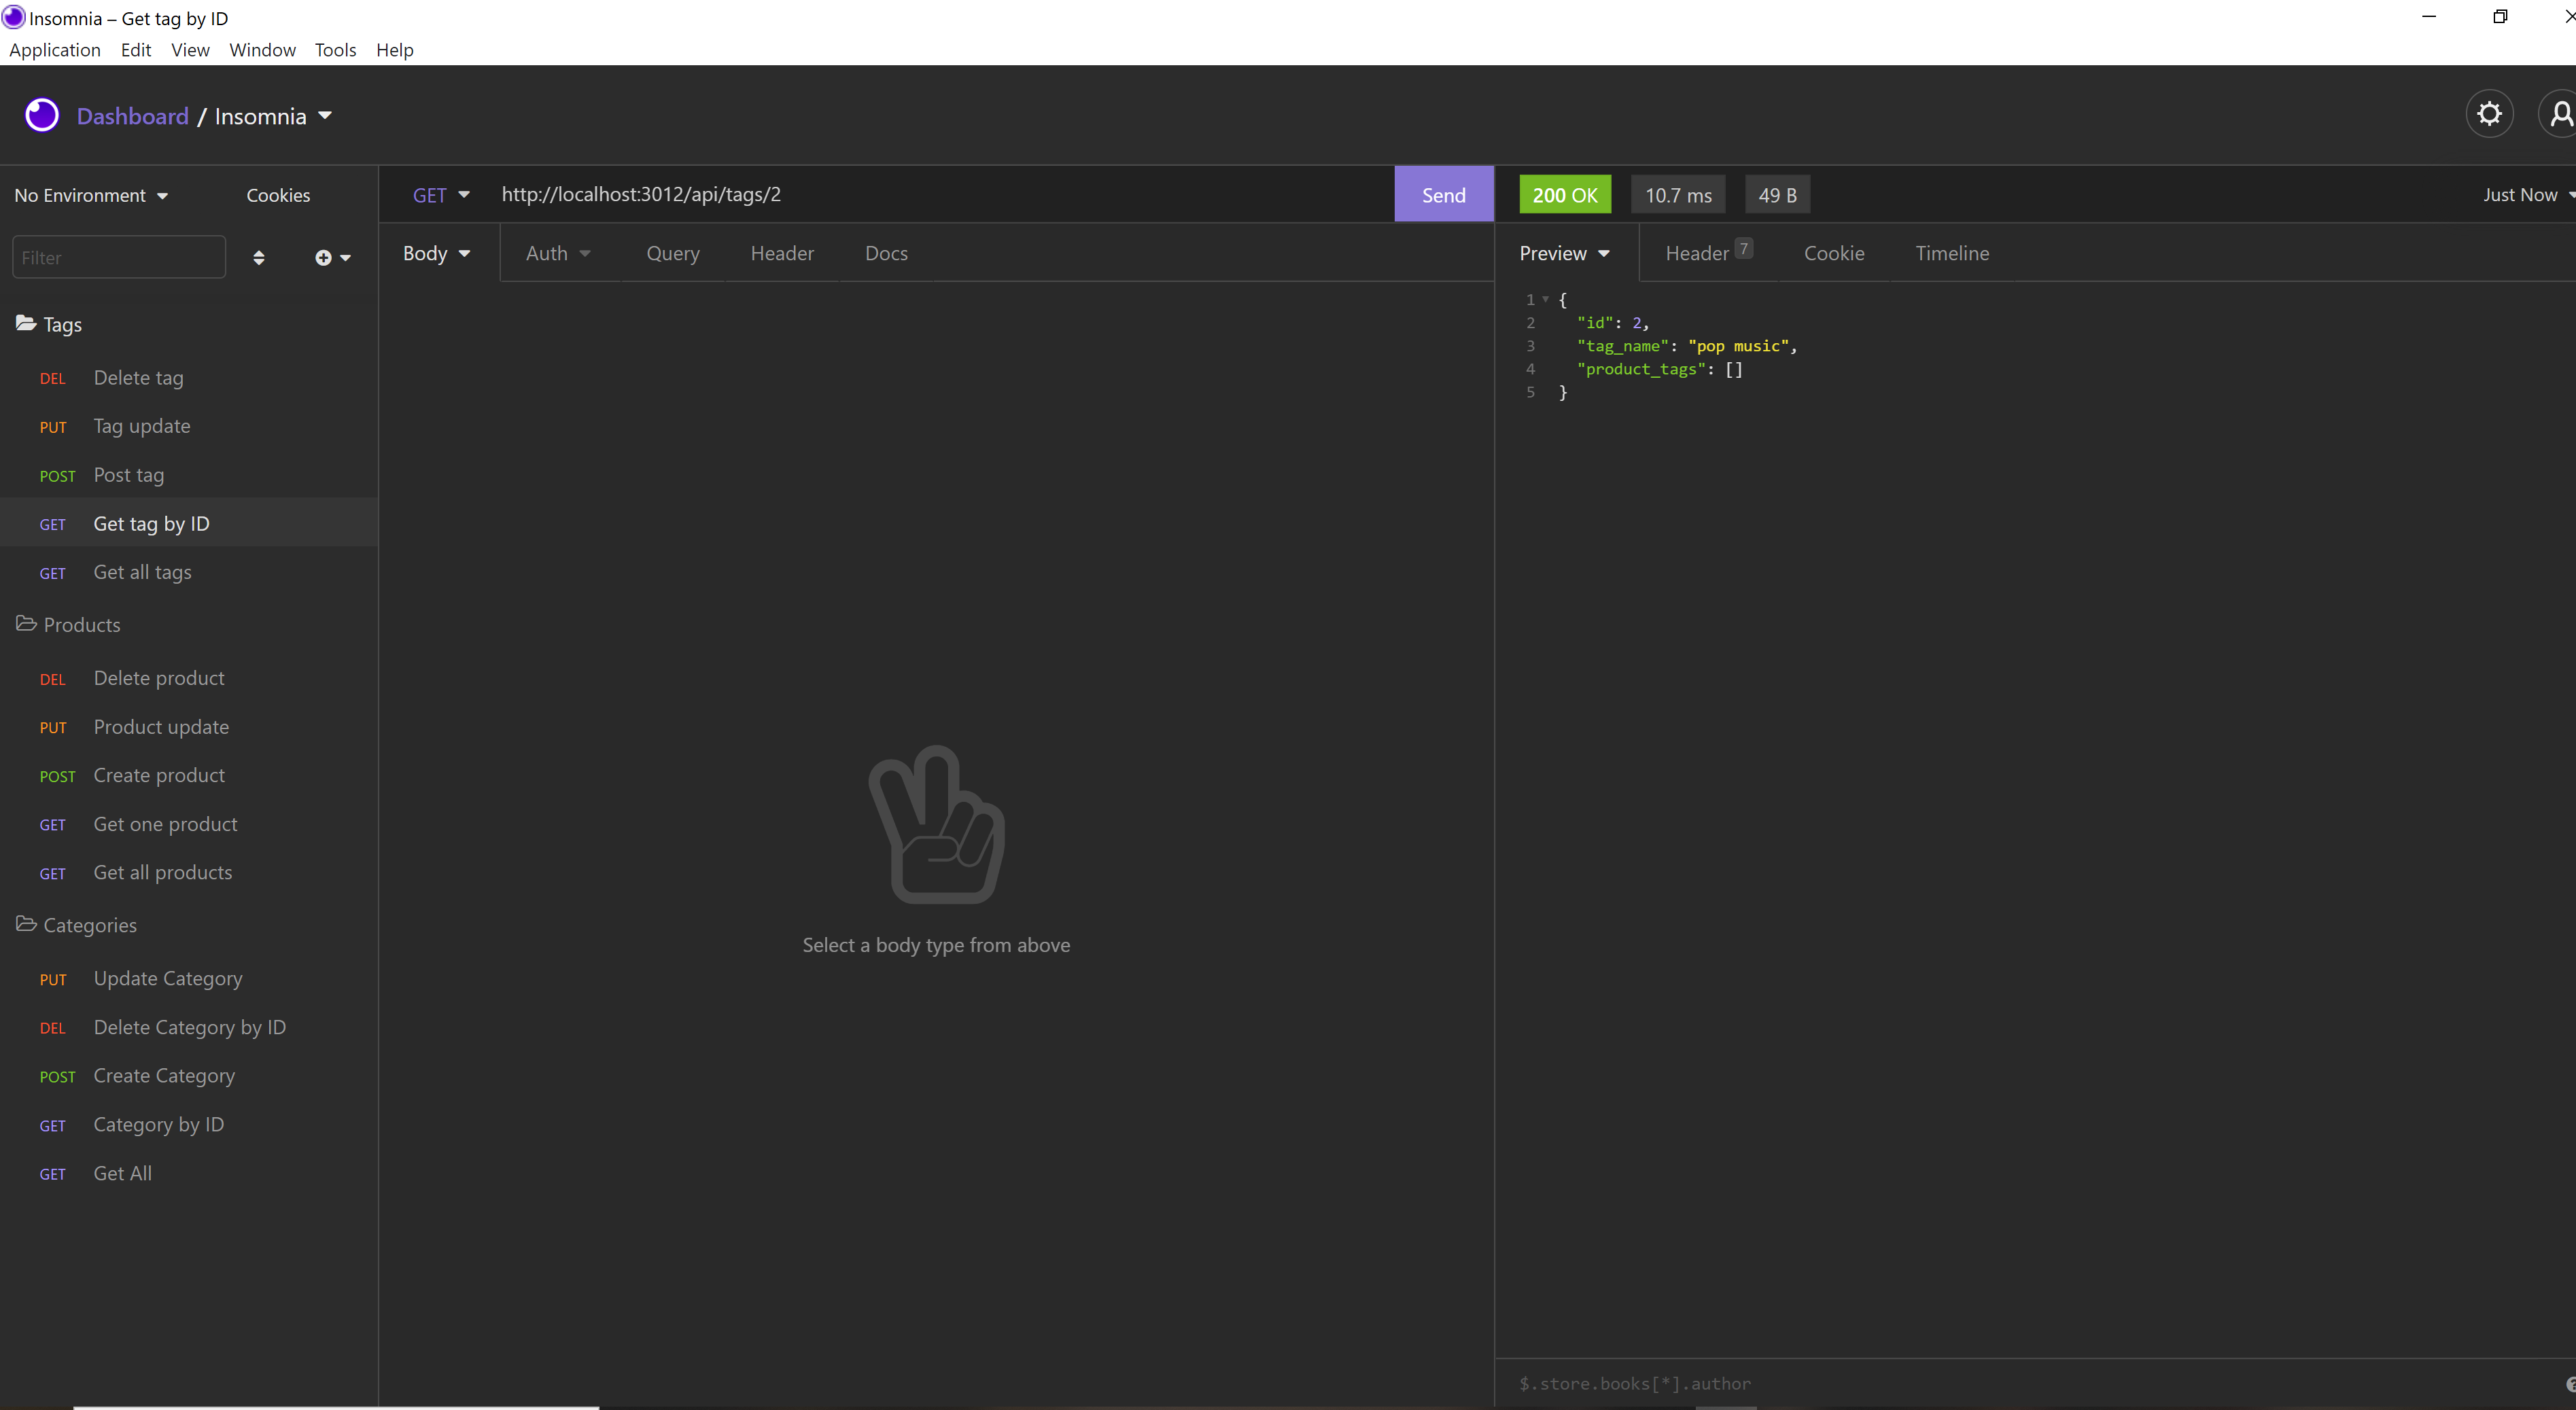 Insomnia – Get tag by ID
Application Edit View Window Tools Help
Dashboard / Insomnia
No Environment Cookies
Filter
Tags
DEL Delete tag
PUT Tag update
POST Post tag
GET Get tag by ID
GET Get all tags
Products
DEL Delete product
PUT Product update
POST Create product
GET Get one product
GET Get all products
Categories
PUT Update Category
DEL Delete Category by ID
POST Create Category
GET Category by ID
GET Get All
GET http://localhost:3012/api/tags/2 Send
Body Auth Query Header Docs
Select a body type from above
200 OK 10.7 ms 49 B Just Now
Preview Header 7 Cookie Timeline
1 {
2 "id": 2,
3 "tag_name": "pop music",
4 "product_tags": []
5 }
$.store.books[*].author